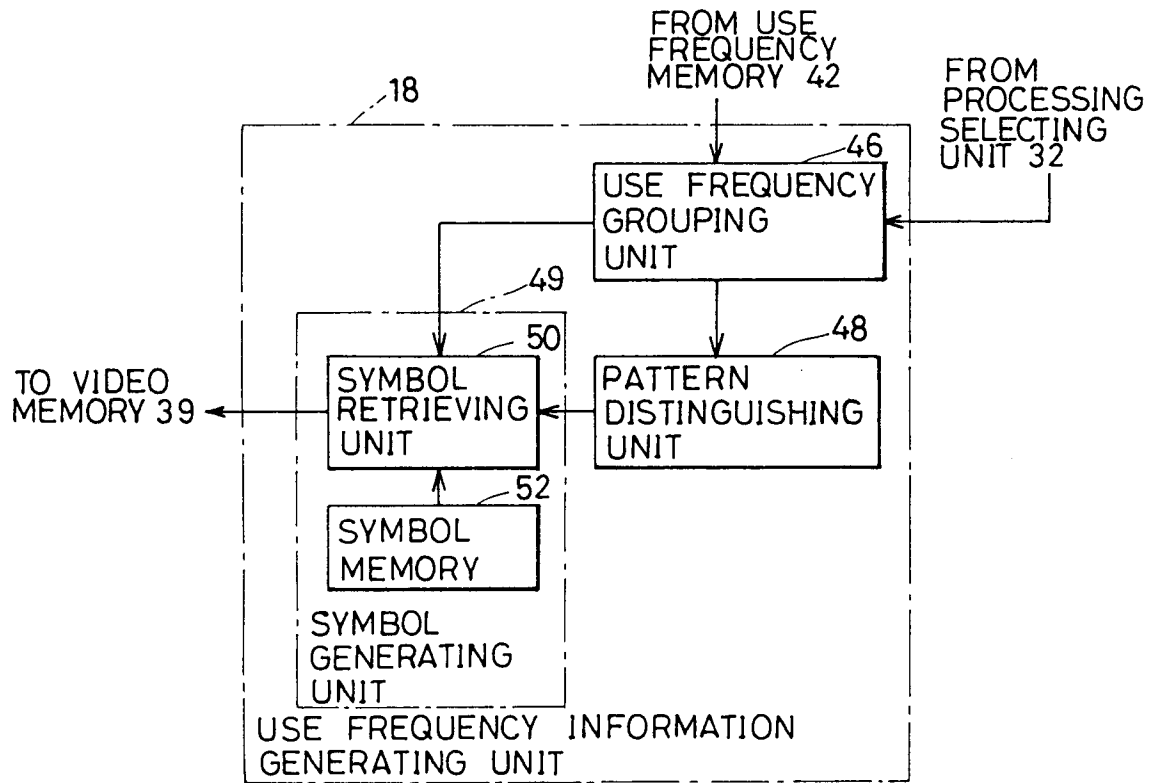 FROM USE
FREQUENCY
MEMORY 42
FROM
PROCESSING
SELECTING
UNIT 32
18
46
USE FREQUENCY
GROUPING
UNIT
49
50
SYMBOL
RETRIEVING
UNIT
48
PATTERN
DISTINGUISHING
UNIT
TO VIDEO
MEMORY 39
52
SYMBOL
MEMORY
SYMBOL
GENERATING
UNIT
USE FREQUENCY INFORMATION
GENERATING UNIT